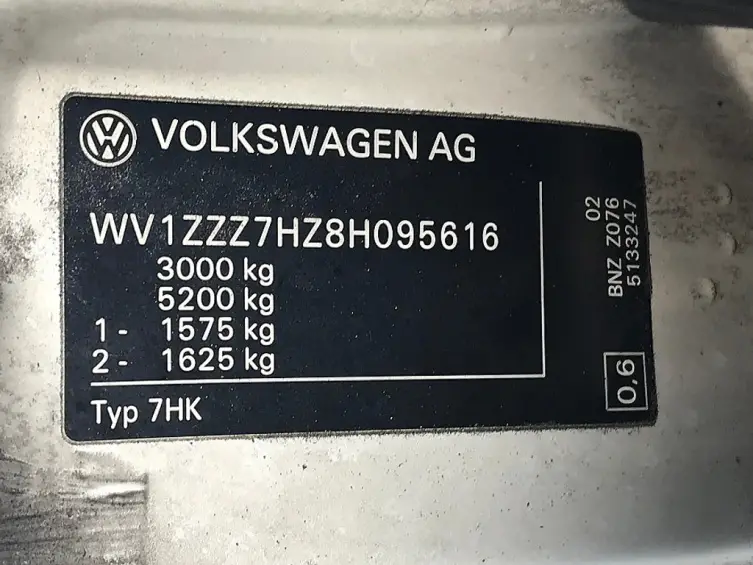 VOLKSWAGEN AG
WV1ZZZ7HZ8H095616
3000 kg
5200 kg
1- 1575 kg
2- 1625 kg
Typ 7HK
02
BNZ Z076
5133247
0,6